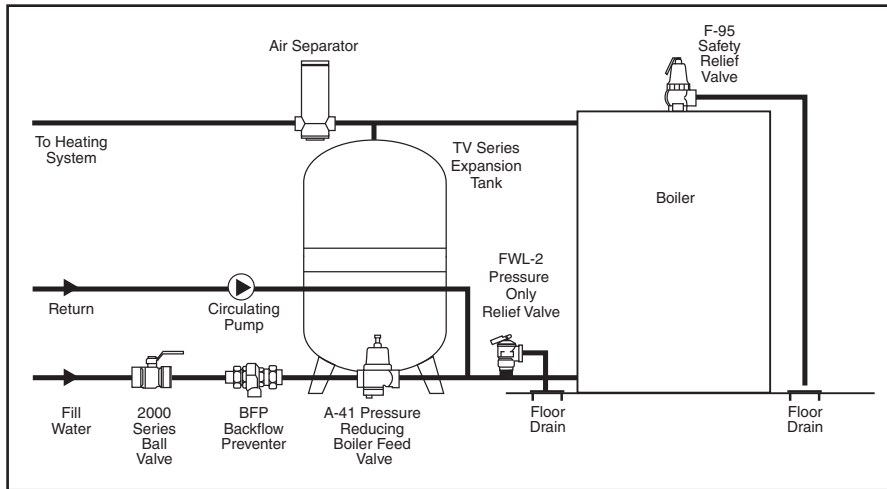 Air Separator
F-95
Safety
Relief
Valve
To Heating
System
TV Series
Expansion
Tank
Boiler
FWL-2
Pressure
Only
Relief Valve
Return
Circulating
Pump
Fill
Water
2000
Series
Ball
Valve
BFP
Backflow
Preventer
A-41 Pressure
Reducing
Boiler Feed
Valve
Floor
Drain
Floor
Drain